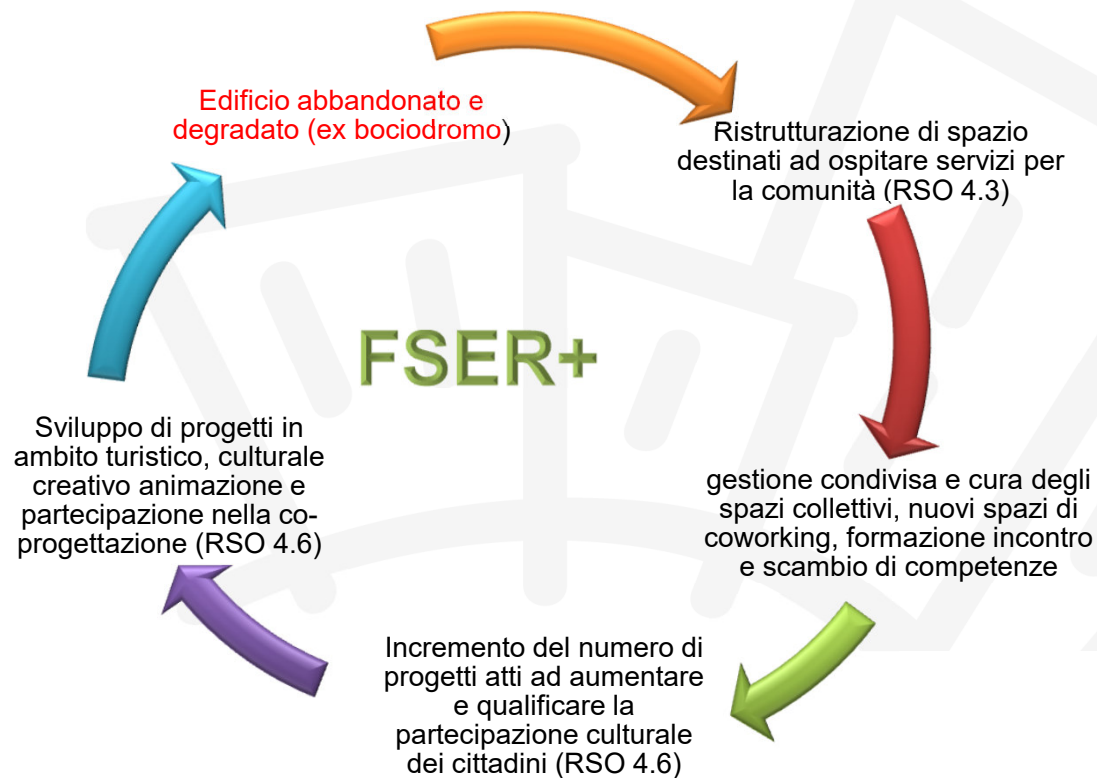 Edificio abbandonato e
degradato (ex bociodromo)
Ristrutturazione di spazio
destinati ad ospitare servizi per
la comunità (RSO 4.3)
FSER+
gestione condivisa e cura degli
spazi collettivi, nuovi spazi di
coworking, formazione incontro
e scambio di competenze
Incremento del numero di
progetti atti ad aumentare
e qualificare la
partecipazione culturale
dei cittadini (RSO 4.6)
Sviluppo di progetti in
ambito turistico, culturale
creativo animazione e
partecipazione nella co-
progettazione (RSO 4.6)